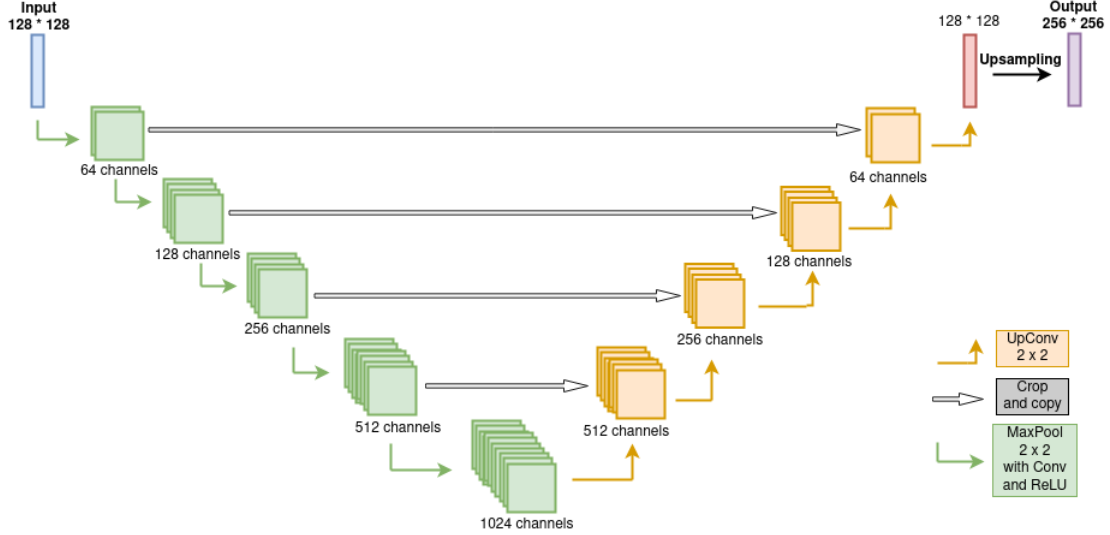 Input
128 * 128
128 * 128
Output
256 * 256
Upsampling
64 channels
64 channels
128 channels
128 channels
256 channels
256 channels
512 channels
512 channels
1024 channels
UpConv
2 x 2
Crop
and copy
MaxPool
2 x 2
with Conv
and ReLU